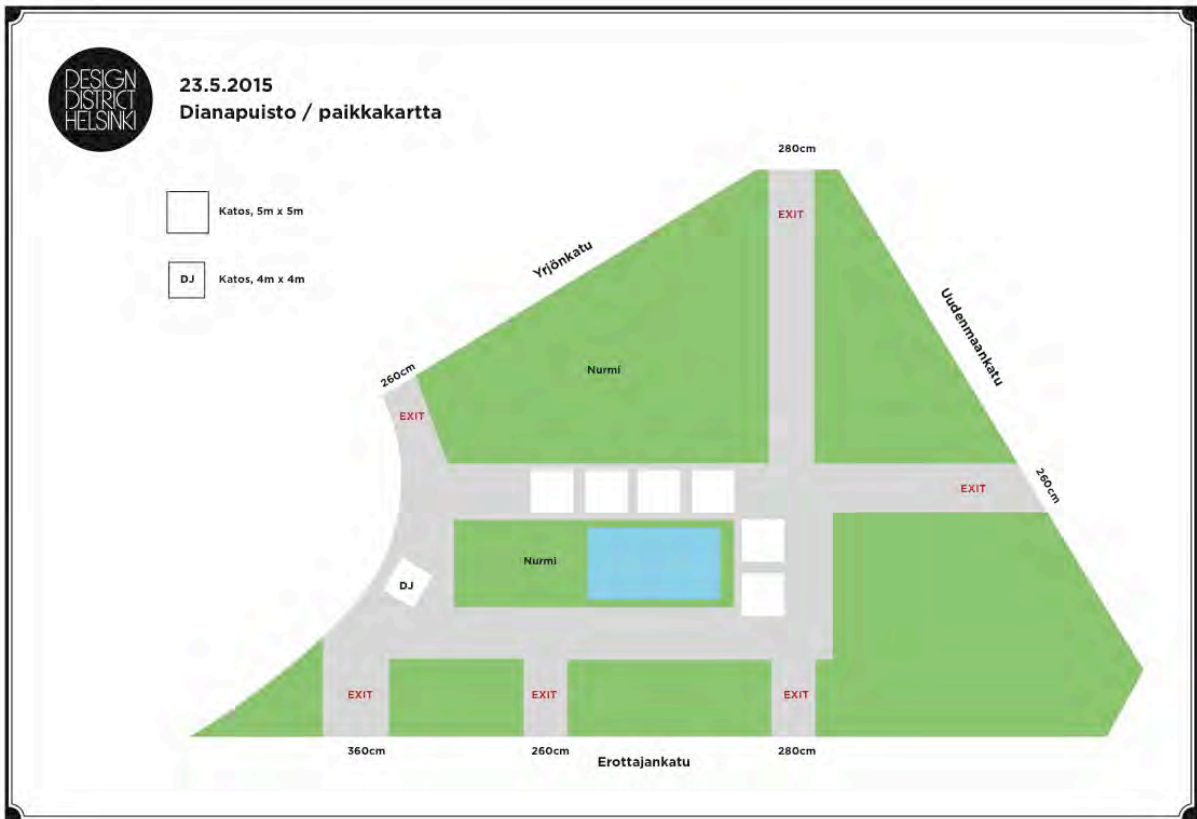 DESIGN
DISTRICT
HELSINKI
23.5.2015
Dianapuisto / paikkakartta
Katos, 5m x 5m
DJ
Katos, 4m x 4m
280cm
EXIT
Yrjönkatu
Uudenmaankatu
260cm
EXIT
Nurmi
EXIT
260cm
Nurmi
DJ
EXIT
EXIT
EXIT
360cm
260cm
280cm
Erottajankatu